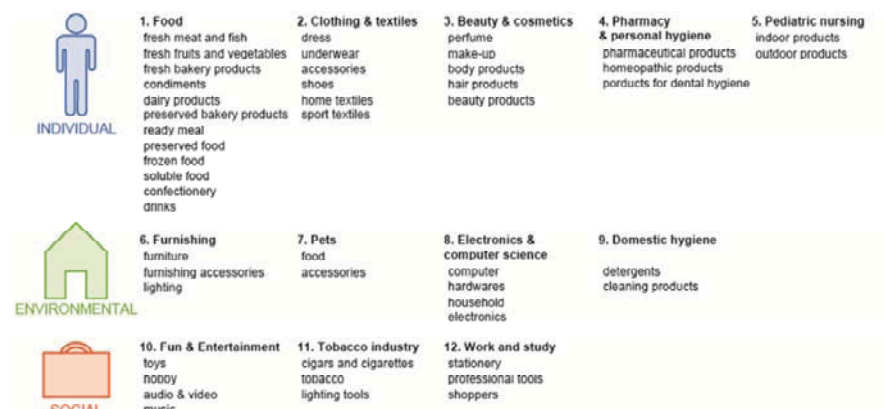 1. Food
fresh meat and fish
fresh fruits and vegetables
fresh bakery products
condiments
dairy products
preserved bakery products
ready meal
preserved food
frozen food
soluble food
confectionery
drinks
2. Clothing & textiles
dress
underwear
accessories
shoes
home textiles
sport textiles
3. Beauty & cosmetics
perfume
make-up
body products
hair products
beauty products
4. Pharmacy
& personal hygiene
pharmaceutical products
homeopathic products
porducts for dental hygiene
5. Pediatric nursing
indoor products
outdoor products
INDIVIDUAL
6. Furnishing
furniture
furnishing accessories
lighting
7. Pets
food
accessories
8. Electronics &
computer science
computer
hardwares
household
electronics
9. Domestic hygiene
detergents
cleaning products
ENVIRONMENTAL
10. Fun & Entertainment
toys
hobby
audio & video
music
11. Tobacco industry
cigars and cigarettes
tobacco
lighting tools
12. Work and study
stationery
professional tools
shoppers
SOCIAL